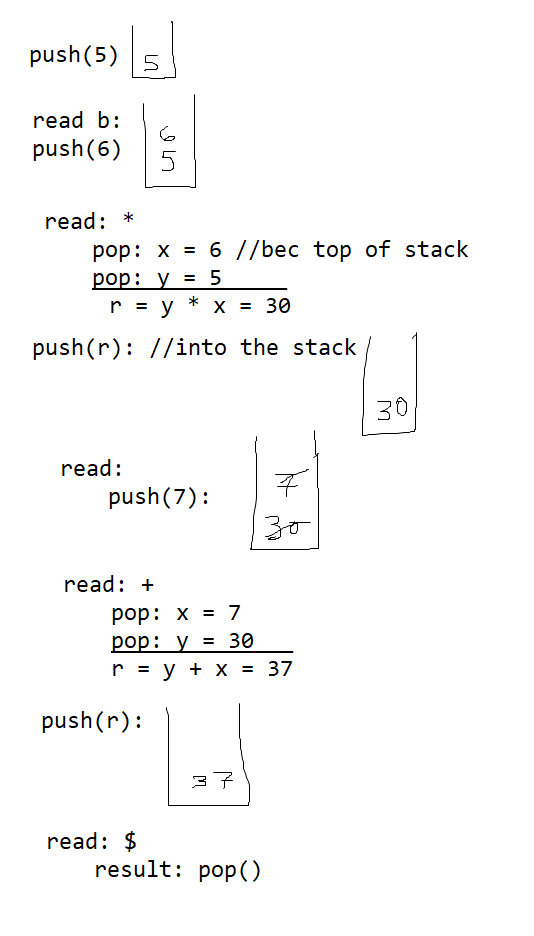 push(5)
5
read b:
push(6)
6
5
read: *
pop: x = 6 //bec top of stack
pop: y = 5
r = y * x = 30
push(r): //into the stack
30
read:
push(7):
7
30
read: +
pop: x = 7
pop: y = 30
r = y + x = 37
push(r):
37
read: $
result: pop()